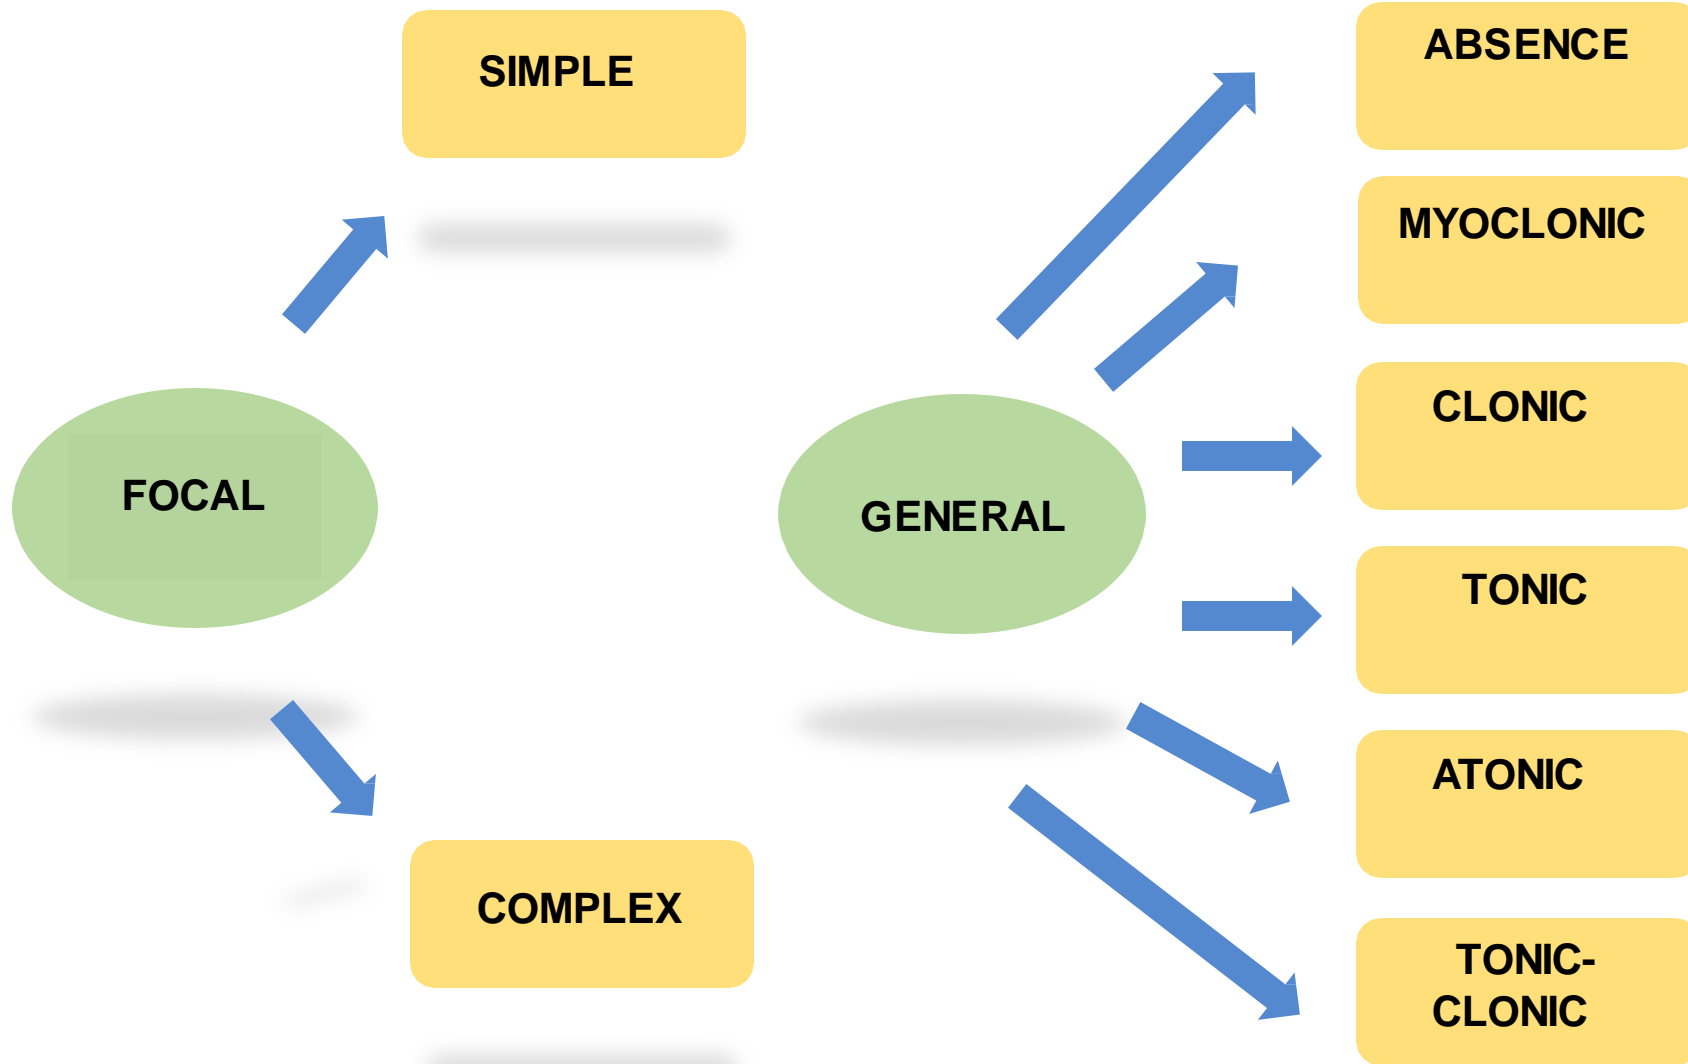 SIMPLE
FOCAL
COMPLEX
GENERAL
ABSENCE
MYOCLONIC
CLONIC
TONIC
ATONIC
TONIC-
CLONIC